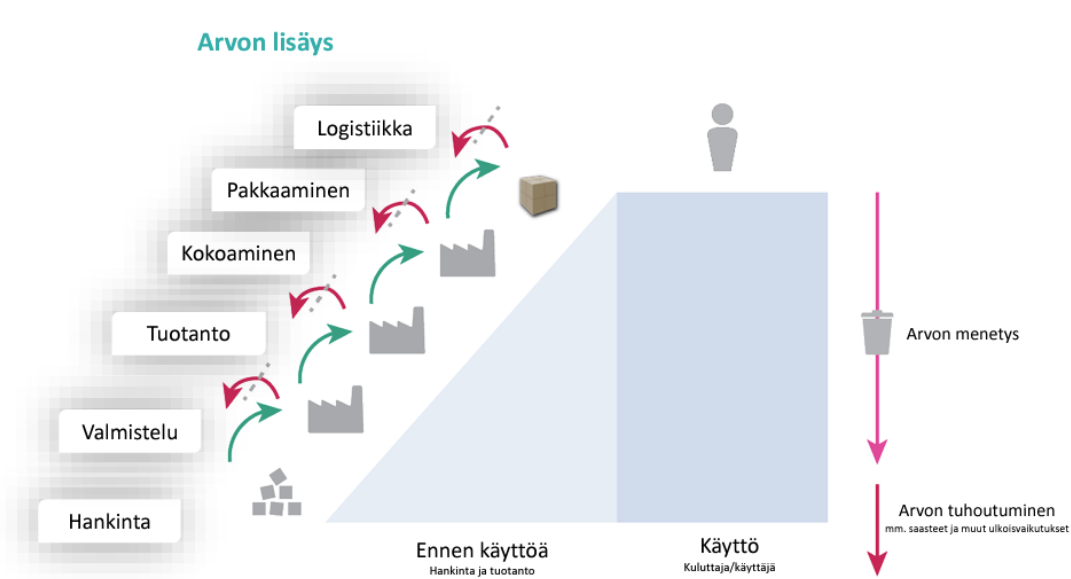 Arvon lisäys
Logistiikka
Pakkaaminen
Kokoaminen
Tuotanto
Valmistelu
Hankinta
Ennen käyttöä
Hankinta ja tuotanto
Käyttö
Kuluttaja/käyttäjä
Arvon menetys
Arvon tuhoutuminen
mm. saasteet ja muut ulkoisvaikutukset